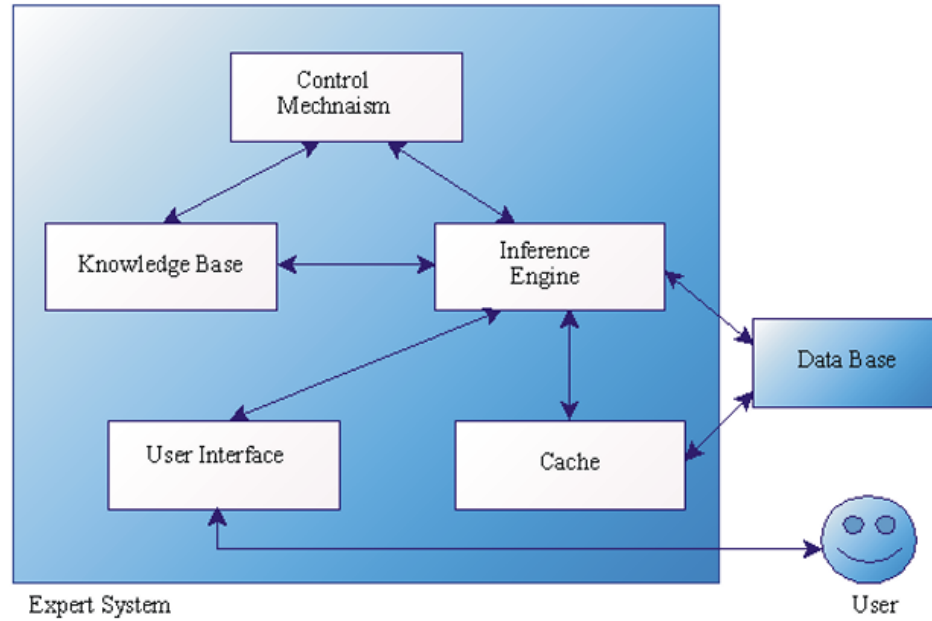 Control
Mechnaism
Knowledge Base
Inference
Engine
Data Base
User Interface
Cache
Expert System
User